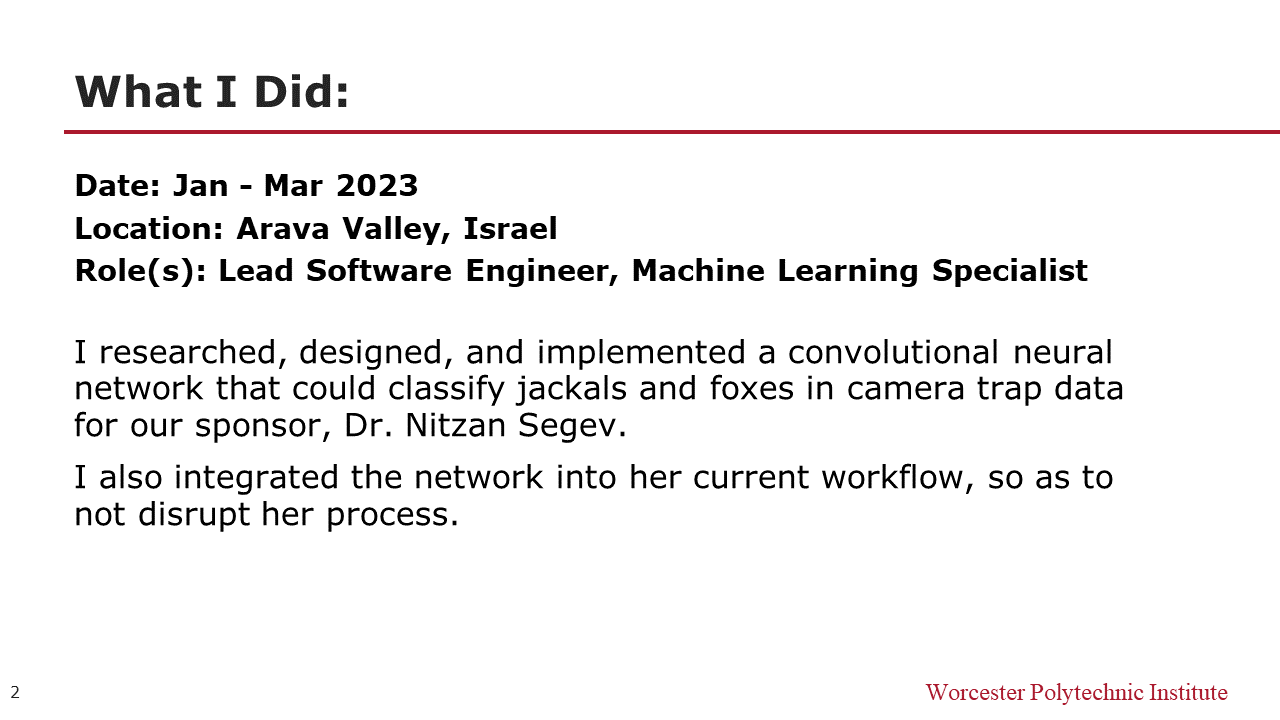 What I Did:
Date: Jan - Mar 2023
Location: Arava Valley, Israel
Role(s): Lead Software Engineer, Machine Learning Specialist
I researched, designed, and implemented a convolutional neural
network that could classify jackals and foxes in camera trap data
for our sponsor, Dr. Nitzan Segev.
I also integrated the network into her current workflow, so as to
not disrupt her process.
2
Worcester Polytechnic Institute